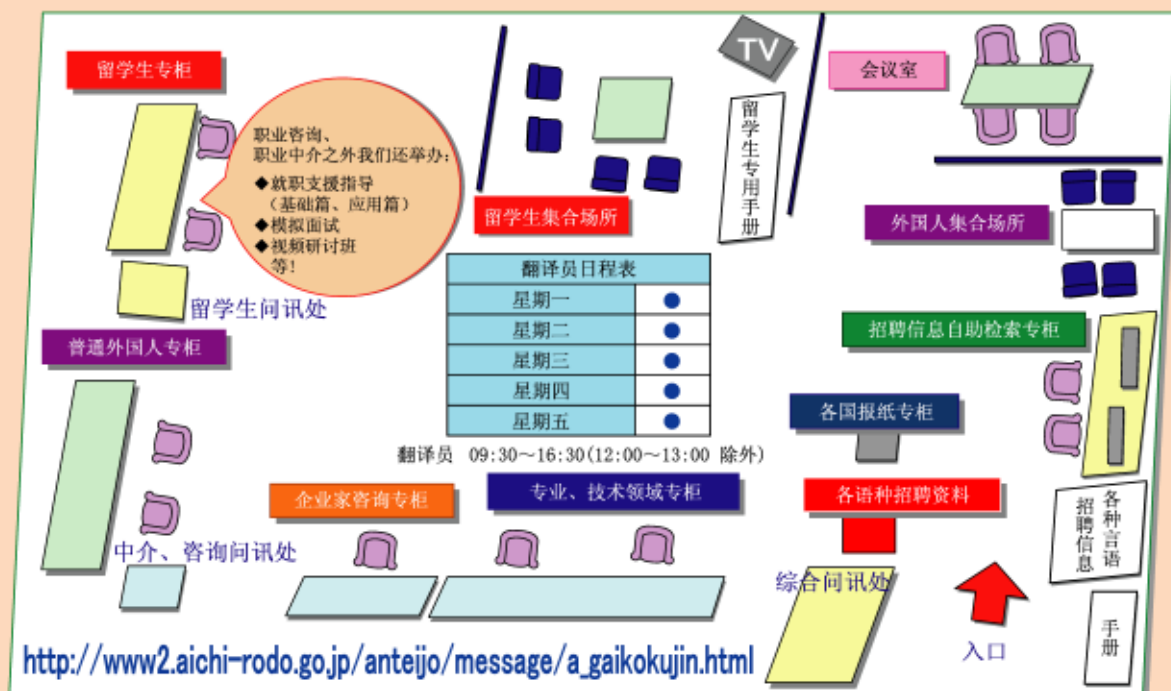 留学生专柜
职业咨询、
职业中介之外我们还举办:
◆就职支援指导
（基础篇、应用篇）
◆模拟面试
◆视频研讨班
等!
留学生问讯处
留学生集合场所
TV
留学生专用手册
会议室
外国人集合场所
翻译员日程表
星期一 ●
星期二 ●
星期三 ●
星期四 ●
星期五 ●
翻译员 09:30～16:30(12:00～13:00 除外)
招聘信息自助检索专柜
普通外国人专柜
中介、咨询问讯处
企业家咨询专柜
专业、技术领域专柜
各国报纸专柜
各语种招聘资料
综合问讯处
各种言语
招聘信息
手册
入口
http://www2.aichi-rodo.go.jp/anteijo/message/a_gaikokujin.html